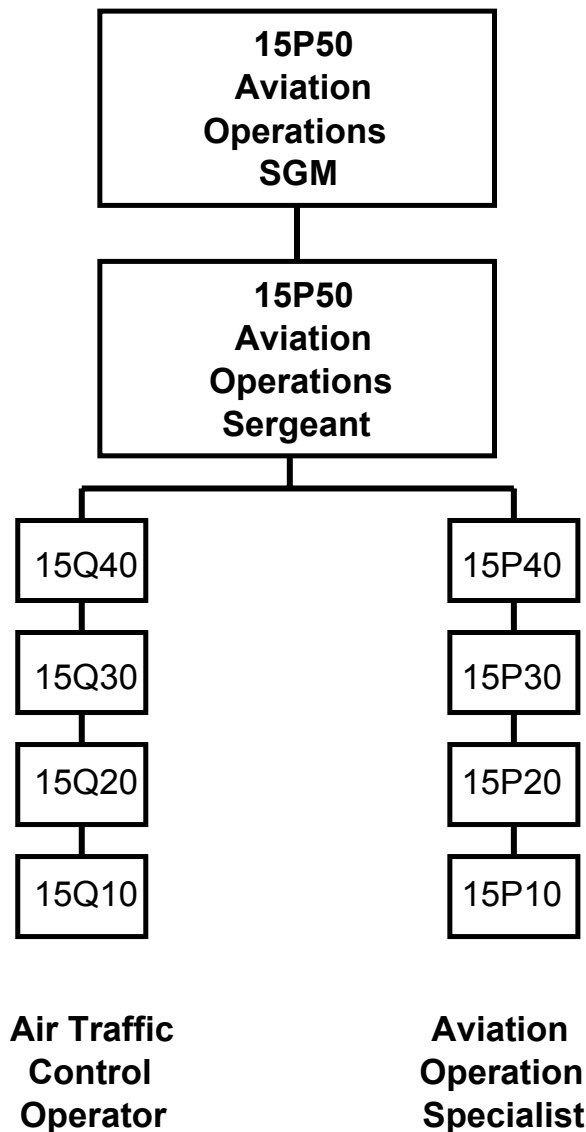 15P50
Aviation
Operations
SGM
15P50
Aviation
Operations
Sergeant
15Q40
15P40
15Q30
15P30
15Q20
15P20
15Q10
15P10
Air Traffic
Control
Operator
Aviation
Operation
Specialist